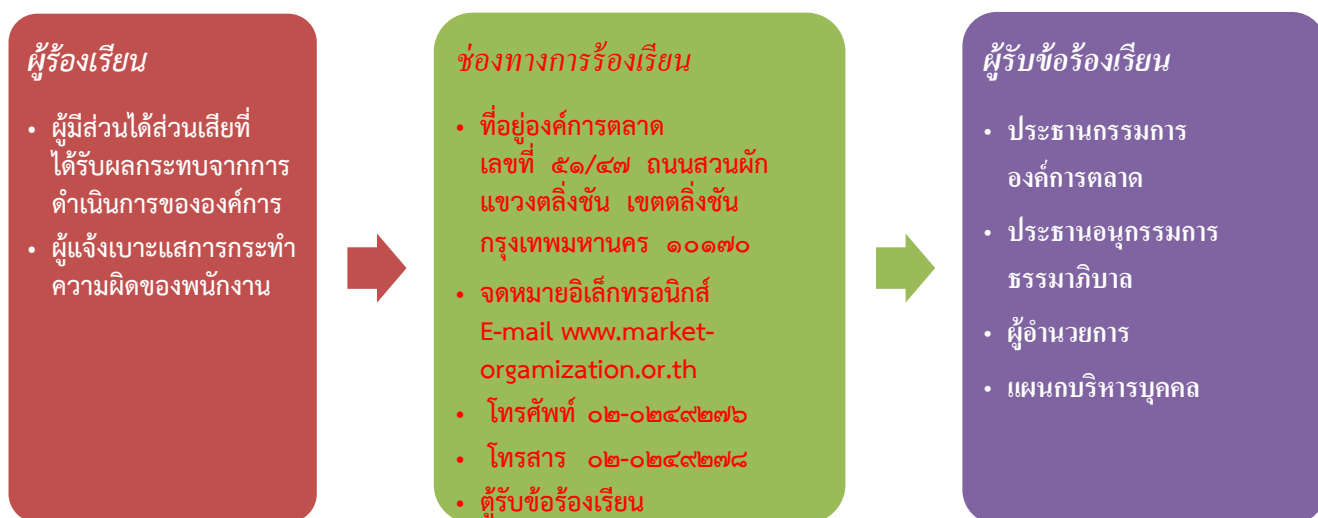 ผู้ร้องเรียน
• ผู้มีส่วนได้ส่วนเสียที่
ได้รับผลกระทบจากการ
ดำเนินการขององค์การ
• ผู้แจ้งเบาะแสการกระทำ
ความผิดของพนักงาน
ช่องทางการร้องเรียน
• ที่อยู่องค์การตลาด
เลขที่ ๕๑/๔๗ ถนนสวนผัก
แขวงตลิ่งชัน เขตตลิ่งชัน
กรุงเทพมหานคร ๑๐๑๗๐
• จดหมายอิเล็กทรอนิกส์
E-mail www.market-
orgamization.or.th
• โทรศัพท์ ๐๒-๐๒๔๙๒๗๖
• โทรสาร ๐๒-๐๒๔๙๒๗๘
• ตู้รับข้อร้องเรียน
ผู้รับข้อร้องเรียน
• ประธานกรรมการ
องค์การตลาด
• ประธานอนุกรรมการ
ธรรมาภิบาล
• ผู้อำนวยการ
• แผนกบริหารบุคคล